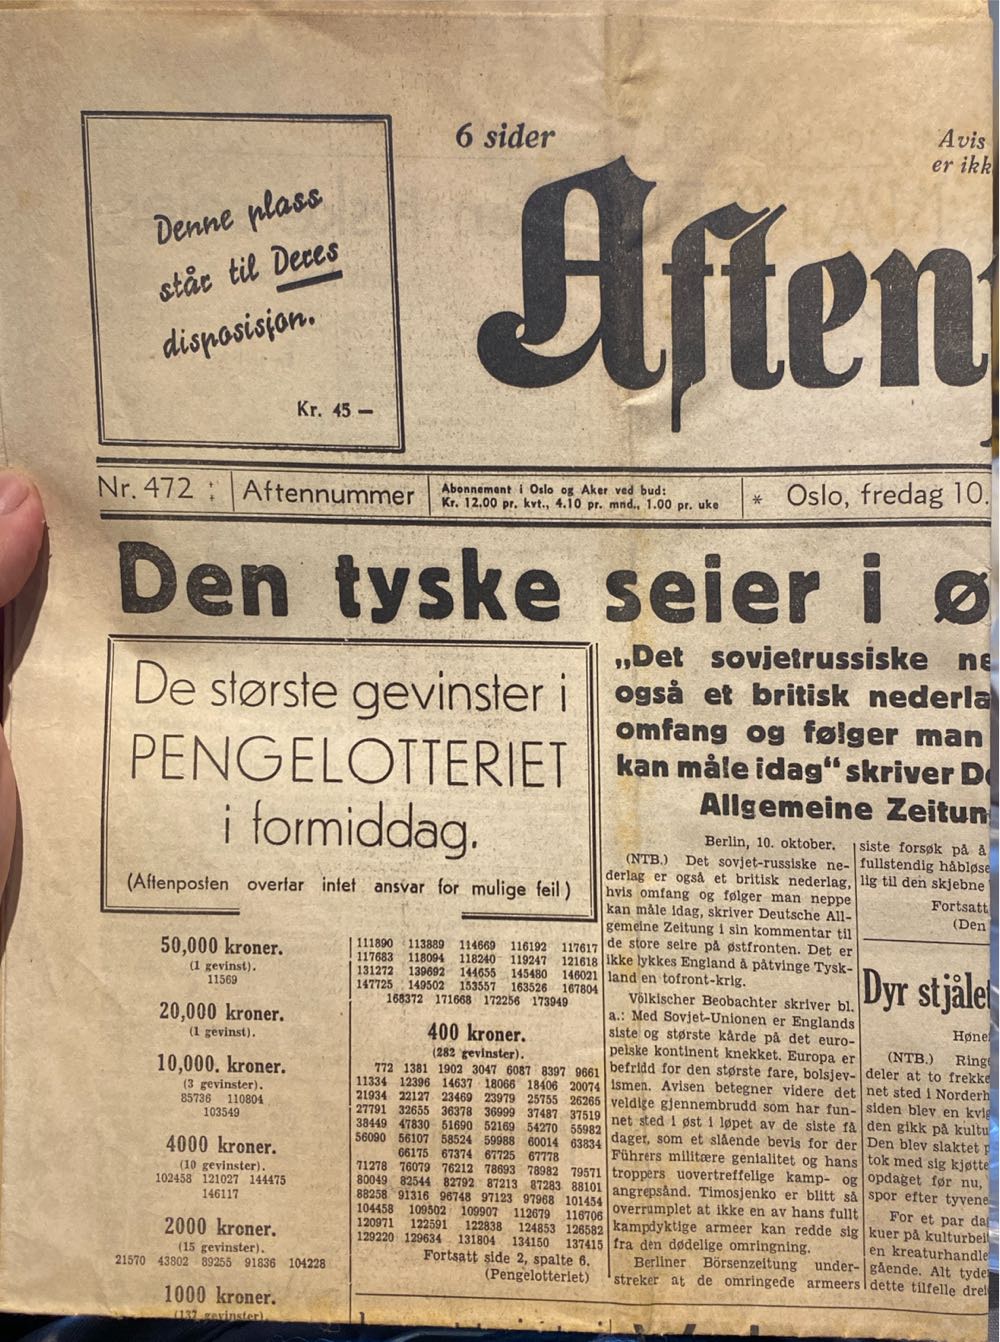 6 sider
Avis
er ikk
Denne plass
står til Deres
disposisjon.
Kr. 45 —
Aften
Nr. 472
Aftennummer
Abonnement i Oslo og Aker ved bud:
Kr. 12.00 pr. kvt., 4.10 pr. mnd., 1.00 pr. uke
* Oslo, fredag 10.
Den tyske seier i ø
De største gevinster i
PENGELOTTERIET
i formiddag.
(Aftenposten overtar intet ansvar for mulige feil)
50,000 kroner.
(1 gevinst).
11569
20,000 kroner.
(1 gevinst).
10,000. kroner.
(3 gevinster).
85736 110804
103549
4000 kroner.
(10 gevinster).
102458 121027 144475
146117
2000 kroner.
(15 gevinster).
21570 43802 89255 91836 104228
1000 kroner.
(137 gevinster).
111890 113889 114669 116192 117617
117683 118094 118240 119247 121618
131272 139692 144655 145480 146021
147725 149502 153557 163526 167804
168372 171668 172256 173949
400 kroner.
(282 gevinster).
772 1381 1902 3047 6087 8397 9661
11334 12396 14637 18066 18406 20074
21934 22127 23469 23979 25755 26265
27791 32655 36378 36999 37487 37519
38449 47830 51690 52169 54270 55982
56090 56107 58524 59988 60014 63834
66175 67374 67725 67778
71278 76079 76212 78693 78982 79571
80049 82544 82792 87213 87283 88101
88258 91316 96748 97123 97968 101454
104458 109502 109907 112679 116706
120971 122591 122838 124853 126582
129220 129634 131804 134150 137415
Fortsatt side 2, spalte 6.
(Pengelotteriet)
„Det sovjetrussiske ne
også et britisk nederla
omfang og følger man
kan måle idag“ skriver De
Allgemeine Zeitun
Berlin, 10. oktober.
(NTB.) Det sovjet-russiske ne-
derlag er også et britisk nederlag,
hvis omfang og følger man neppe
kan måle idag, skriver Deutsche All-
gemeine Zeitung i sin kommentar til
de store seire på østfronten. Det er
ikke lykkes England å påtvinge Tysk-
land en tofront-krig.
Völkischer Beobachter skriver bl.
a.: Med Sovjet-Unionen er Englands
siste og største kårde på det euro-
peiske kontinent knekket. Europa er
befridd for den største fare, bolsjev-
ismen. Avisen betegner videre det
veldige gjennembrudd som har fun-
net sted i øst i løpet av de siste få
dager, som et slående bevis for der
Führers militære genialitet og hans
troppers uovertreffelige kamp- og
angrepsånd. Timosjenko er blitt så
overrumplet at ikke en av hans fullt
kampdyktige armeer kan redde sig
fra den dødelige omringning.
Berliner Börsenzeitung under-
streker at de omringede armeers
siste forsøk på å
fullstendig håbløse
lig til den skjebne
Fortsatt
(Den
Dyr stjåle
Høne
(NTB.) Ring
deler at to frekke
net sted i Norderh
siden blev en kvig
den gikk på kultu
Den blev slaktet p
tok med sig kjøtte
opdaget før nu,
spor efter tyvene
For et par da
kuer på kulturbei
en kreaturhandle
gående. Alt tyde
dette tilfelle drei